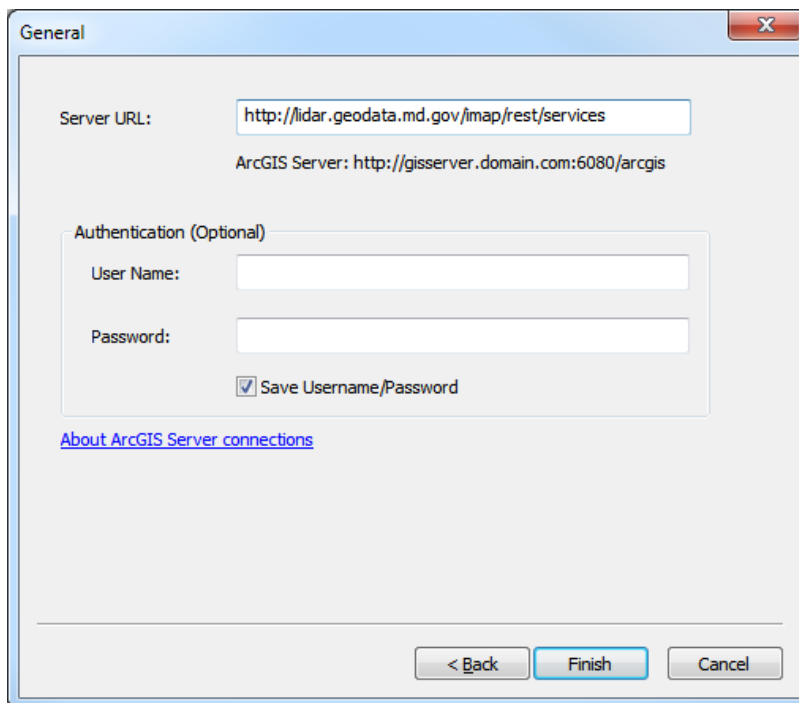 General
Server URL: http://lidar.geodata.md.gov/imap/rest/services
ArcGIS Server: http://gisserver.domain.com:6080/arcgis
Authentication (Optional)
User Name:
Password:
Save Username/Password
About ArcGIS Server connections
< Back Finish Cancel